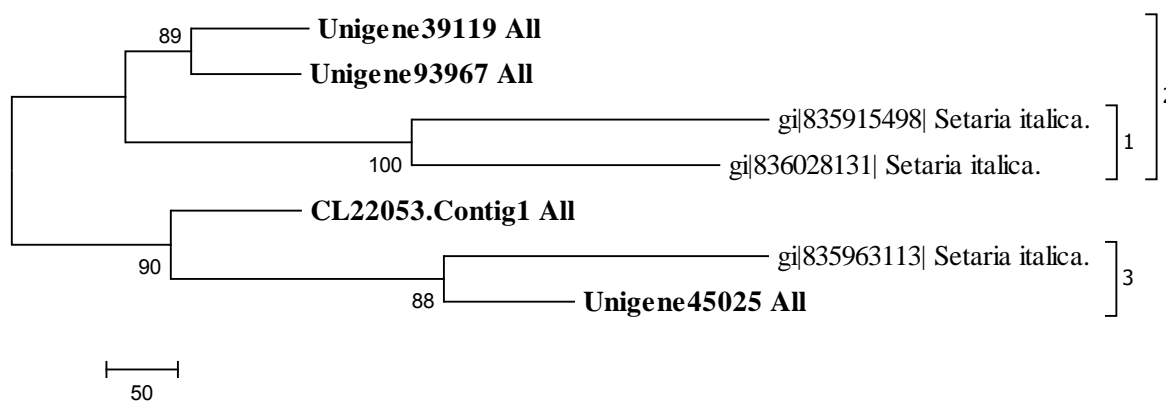 89
Unigene39119 All
Unigene93967 All
2
gi|835915498| Setaria italica.
1
100
gi|836028131| Setaria italica.
CL22053.Contig1 All
90
gi|835963113| Setaria italica.
3
88
Unigene45025 All
50